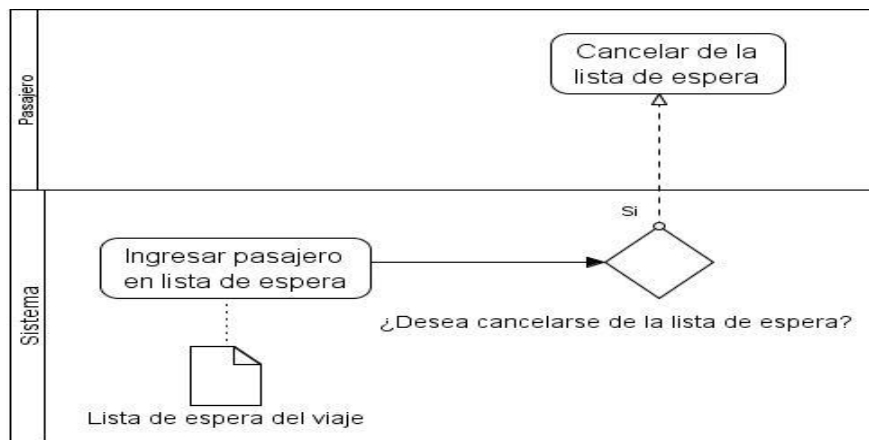 Pasajero
Cancelar de la
lista de espera
Sistema
Si
Ingresar pasajero
en lista de espera
¿Desea cancelarse de la lista de espera?
Lista de espera del viaje